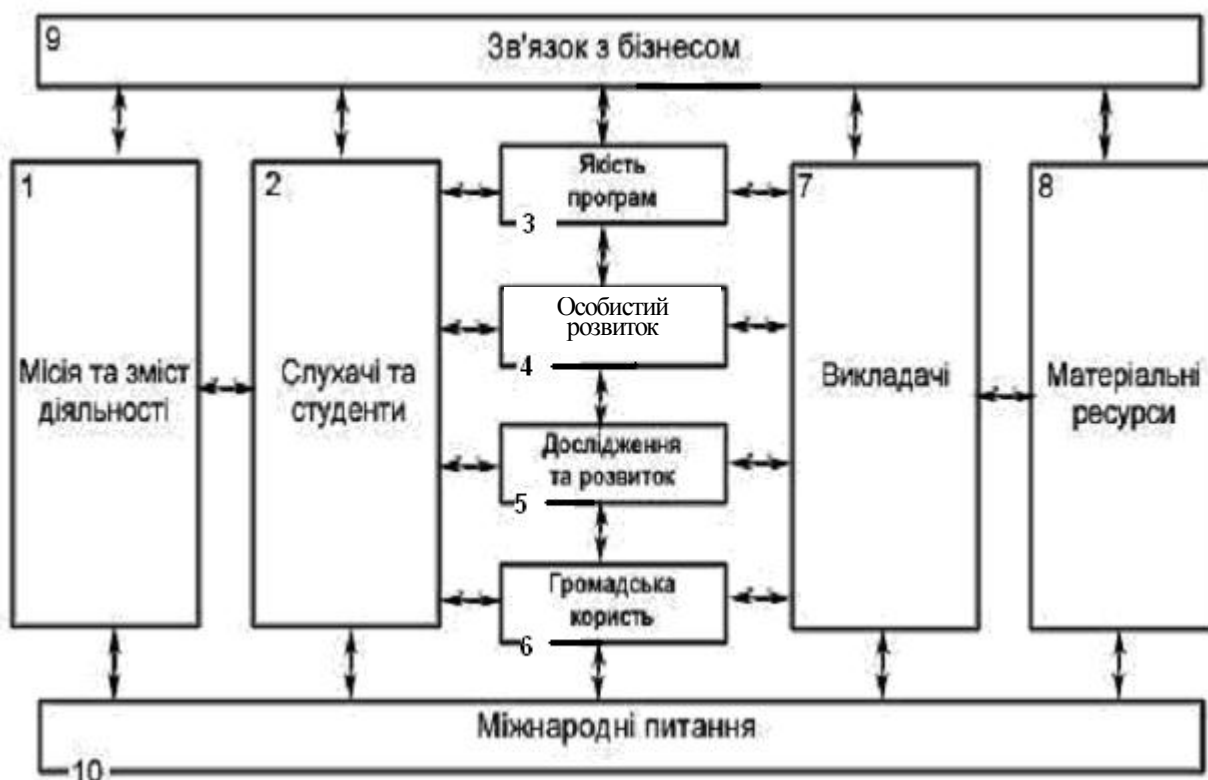 9
Зв'язок з бізнесом
1
Місія та зміст
діяльності
2
Слухачі та
студенти
Якість
програм
3
Особистий
розвиток
4
Дослідження
та розвиток
5
Громадська
користь
6
7
Викладачі
8
Матеріальні
ресурси
Міжнародні питання
10